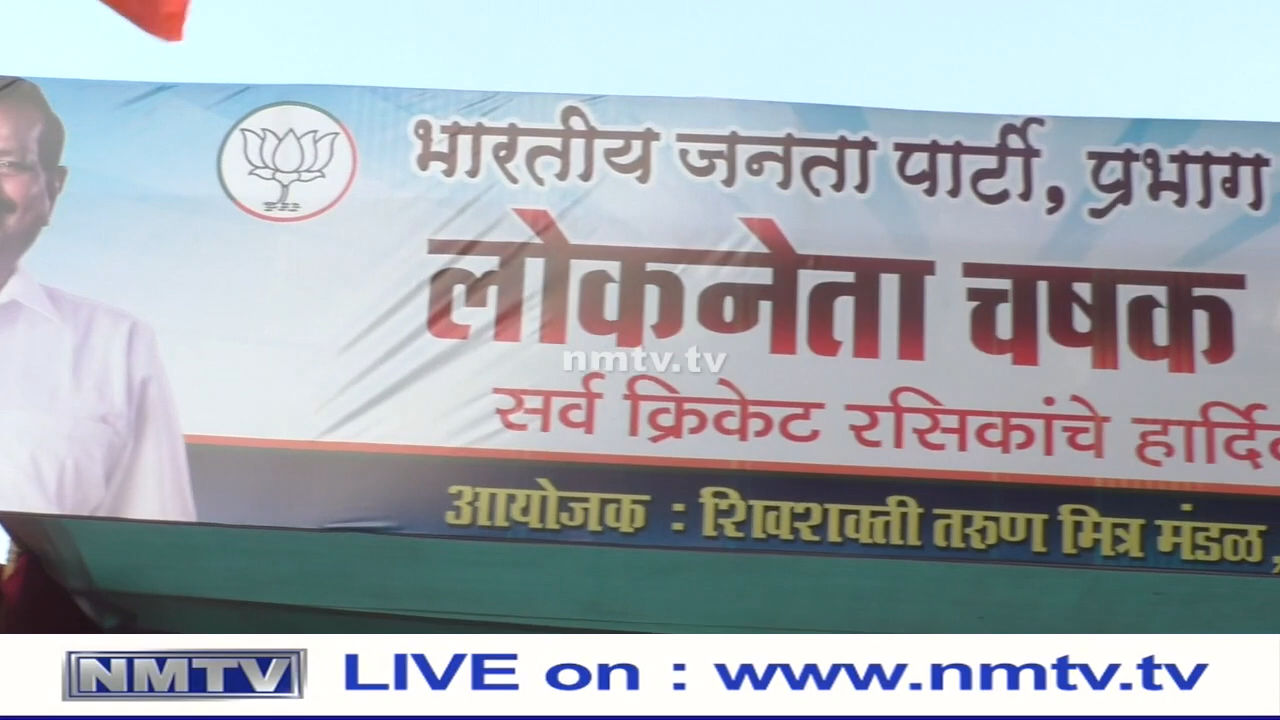 भारतीय जनता पार्टी, प्रभाग
लोकनेता चषक
nmtv.tv
सर्व क्रिकेट रसिकांचे
आयोजक : शिवशक्ती तरुण मित्र मंडळ,
NMTV LIVE on : www.nmtv.tv